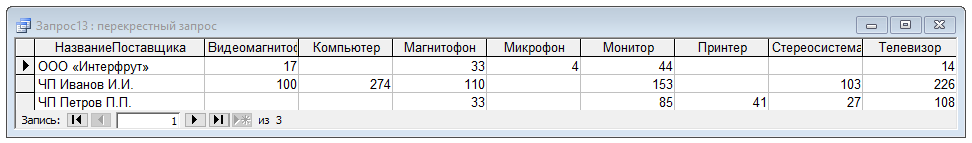 Запрос13 : перекрестный запрос
НазваниеПоставщика Видеомагнитоф Компьютер Магнитофон Микрофон Монитор Принтер Стереосистема Телевизор
ООО «Интерфрут» 17 33 4 44 14
ЧП Иванов И.И. 100 274 110 153 103 226
ЧП Петров П.П. 33 85 41 27 108
Запись: 1 из 3